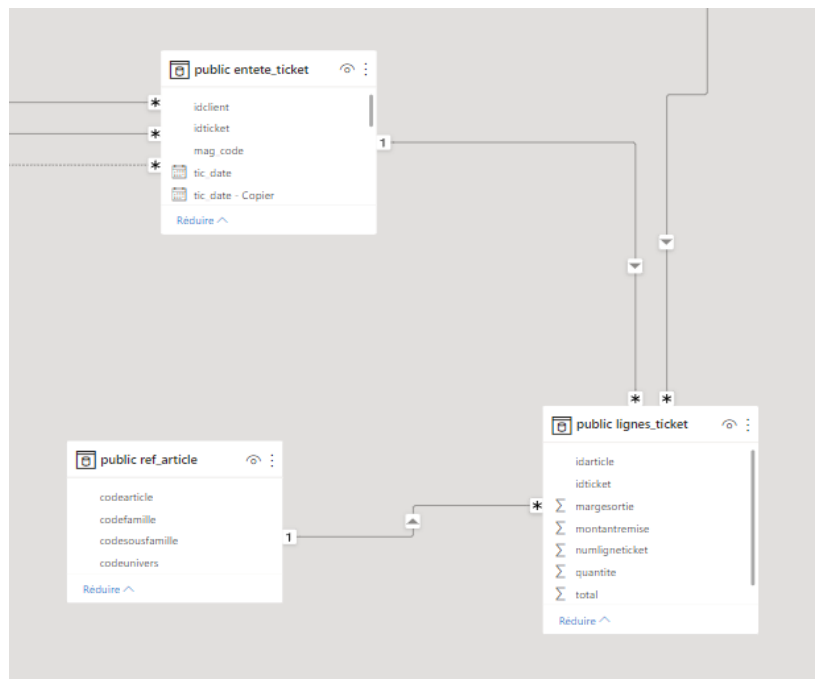 public entete_ticket
idclient
idticket
mag_code
tic_date
tic_date - Copier
Réduire
1
public lignes_ticket
idarticle
idticket
margesortie
montantremise
numligneticket
quantite
total
Réduire
public ref_article
codearticle
codefamille
codesousfamille
codeunivers
Réduire
1